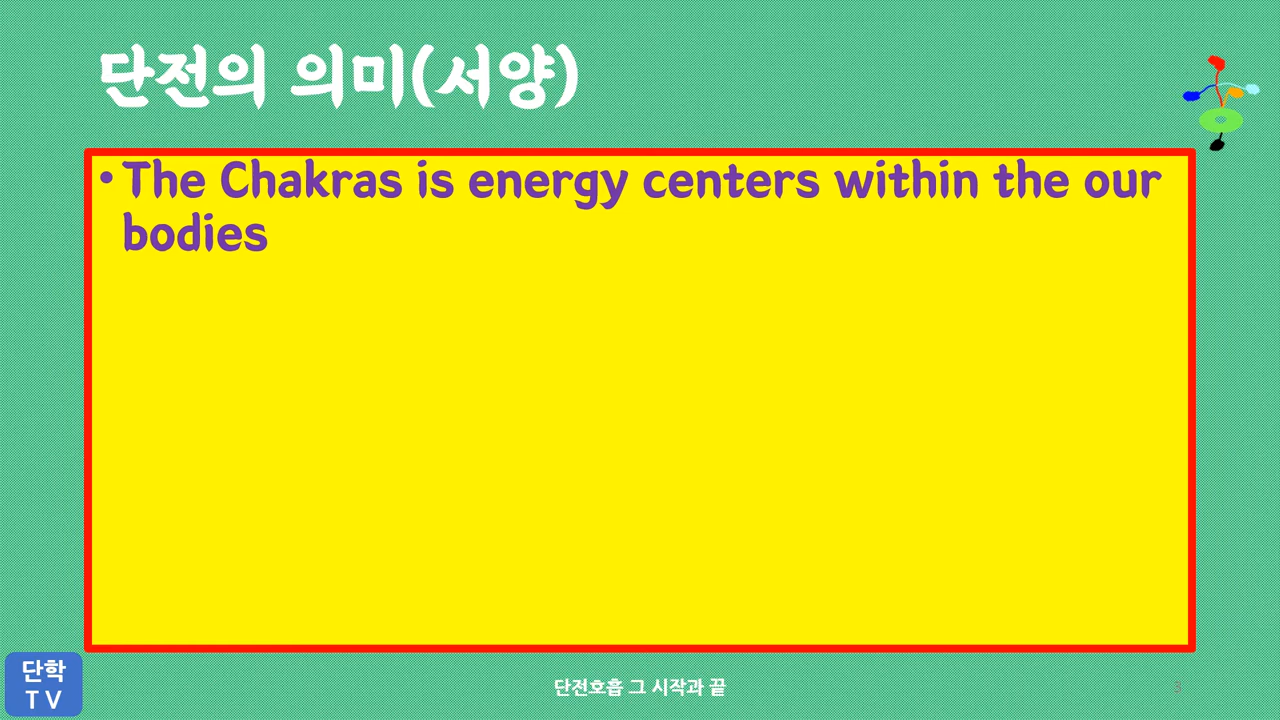 단전의 의미(서양)
• The Chakras is energy centers within the our
bodies
단학
T V
단전호흡 그 시작과 끝
3